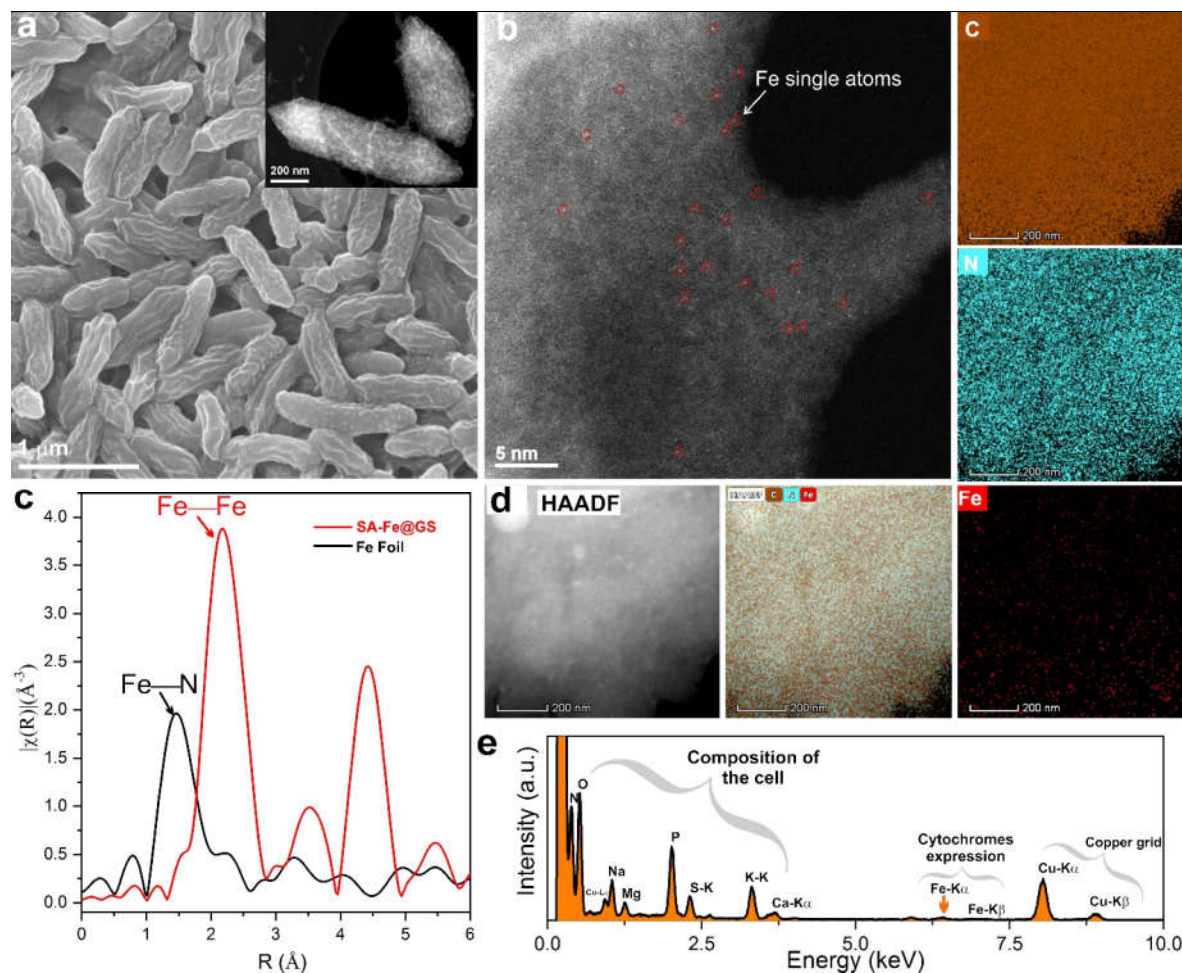 a
200 nm
1 µm
b
Fe single atoms
5 nm
C
200 nm
N
200 nm
c
Fe—Fe
SA-Fe@GS
Fe Foil
Fe—N
|χ(R)|(Å⁻³)
4.0
3.5
3.0
2.5
2.0
1.5
1.0
0.5
0.0
0 1 2 3 4 5 6
R (Å)
d
HAADF
200 nm
HAADF C N Fe
200 nm
Fe
200 nm
e
Intensity (a.u.)
Composition of
the cell
N
O
Na
Mg
P
S-K
K-K
Ca-Kα
Cytochromes
expression
Fe-Kα
Fe-Kβ
Copper grid
Cu-Kα
Cu-Kβ
0.0 2.5 5.0 7.5 10.0
Energy (keV)